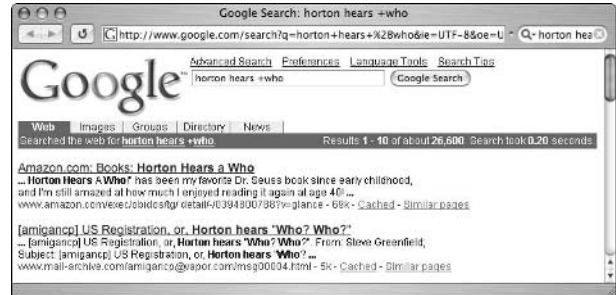 Google Search: horton hears +who
http://www.google.com/search?q=horton+hears+%2Bwho&ie=UTF-8&oe=U
horton hea
Google™
Advanced Search Preferences Language Tools Search Tips
horton hears +who
Google Search
Web Images Groups Directory News
Searched the web for horton hears +who.
Results 1 - 10 of about 26,600. Search took 0.20 seconds
Amazon.com: Books: Horton Hears a Who
... Horton Hears A Who!" has been my favorite Dr. Seuss book since early childhood,
and I'm still amazed at how much I enjoyed reading it again at age 40! ...
www.amazon.com/exec/obidos/tg/ detail/-/0394800788?v=glance - 69k - Cached - Similar pages
[amigancp] US Registration, or, Horton hears "Who? Who?"
... [amigancp] US Registration, or, Horton hears "Who? Who?". From: Steve Greenfield;
Subject: [amigancp] US Registration, or, Horton hears "Who? ...
www.mail-archive.com/amigancp@vapor.com/msg00004.html - 5k - Cached - Similar pages